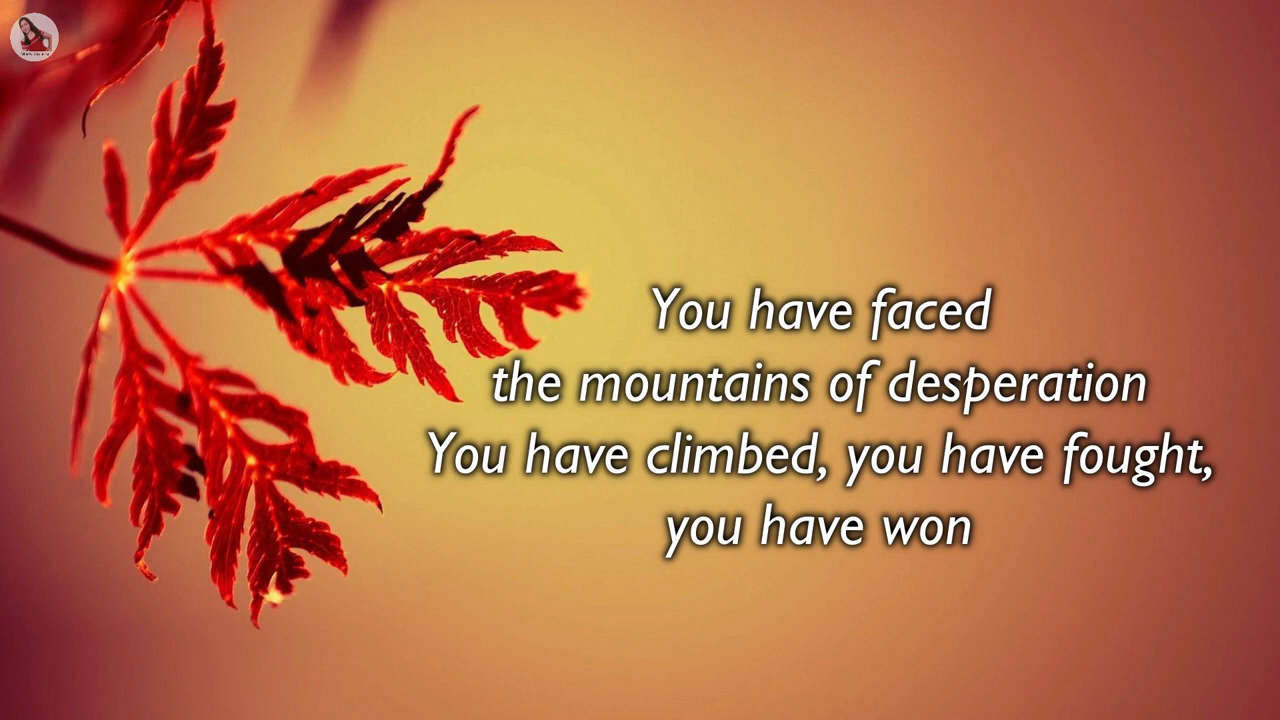 You have faced
the mountains of desperation
You have climbed, you have fought,
you have won